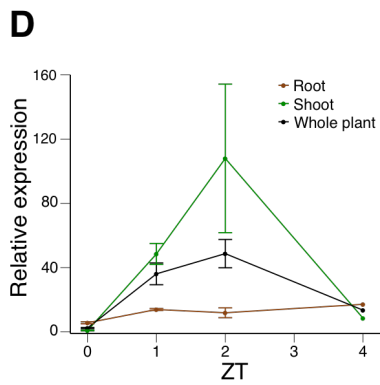 D
Relative expression
160
120
80
40
0
Root
Shoot
Whole plant
0
1
2
3
4
ZT